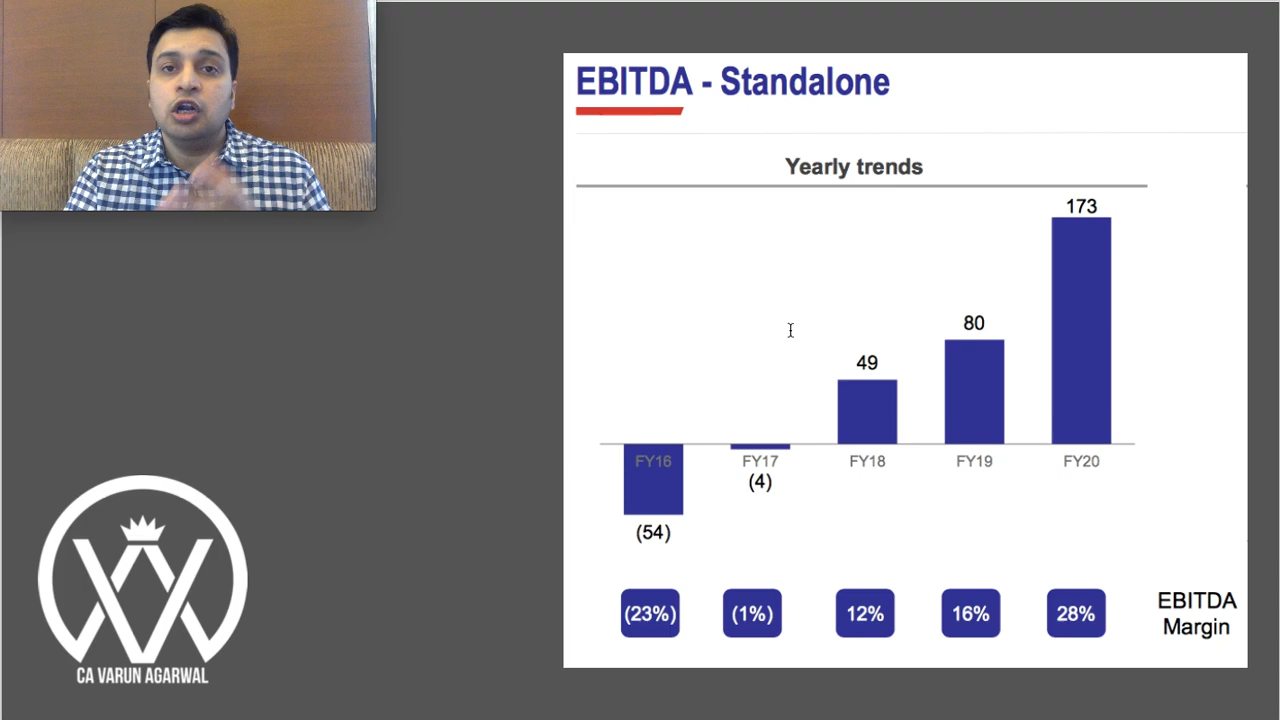 EBITDA - Standalone
Yearly trends
173
80
49
FY16 FY17 FY18 FY19 FY20
(4)
(54)
(23%) (1%) 12% 16% 28%
EBITDA
Margin
CA VARUN AGARWAL